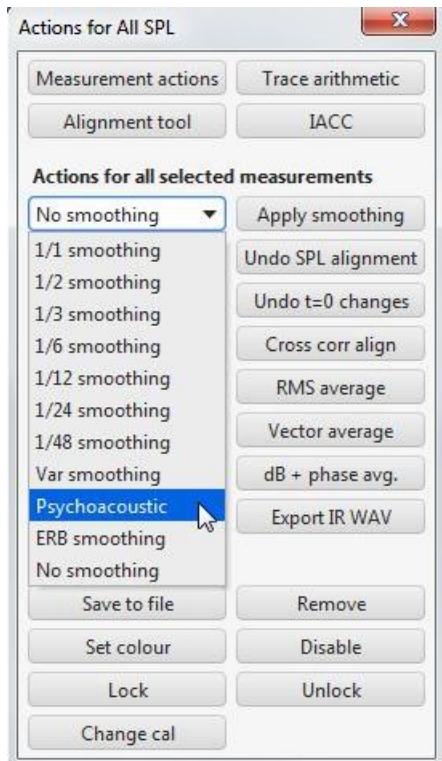 Actions for All SPL
Measurement actions
Trace arithmetic
Alignment tool
IACC
Actions for all selected measurements
No smoothing
Apply smoothing
1/1 smoothing
1/2 smoothing
1/3 smoothing
1/6 smoothing
1/12 smoothing
1/24 smoothing
1/48 smoothing
Var smoothing
Psychoacoustic
ERB smoothing
No smoothing
Undo SPL alignment
Undo t=0 changes
Cross corr align
RMS average
Vector average
dB + phase avg.
Export IR WAV
Save to file
Remove
Set colour
Disable
Lock
Unlock
Change cal